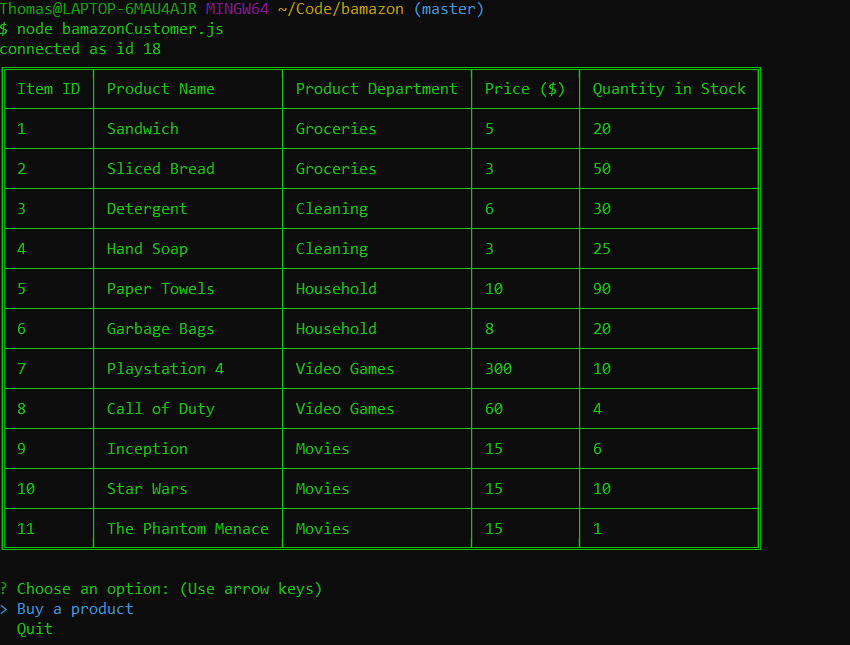 Thomas@LAPTOP-6MAU4AJR MINGW64 ~/Code/bamazon (master)
$ node bamazonCustomer.js
connected as id 18
Item ID Product Name Product Department Price ($) Quantity in Stock
1 Sandwich Groceries 5 20
2 Sliced Bread Groceries 3 50
3 Detergent Cleaning 6 30
4 Hand Soap Cleaning 3 25
5 Paper Towels Household 10 90
6 Garbage Bags Household 8 20
7 Playstation 4 Video Games 300 10
8 Call of Duty Video Games 60 4
9 Inception Movies 15 6
10 Star Wars Movies 15 10
11 The Phantom Menace Movies 15 1
? Choose an option: (Use arrow keys)
> Buy a product
Quit